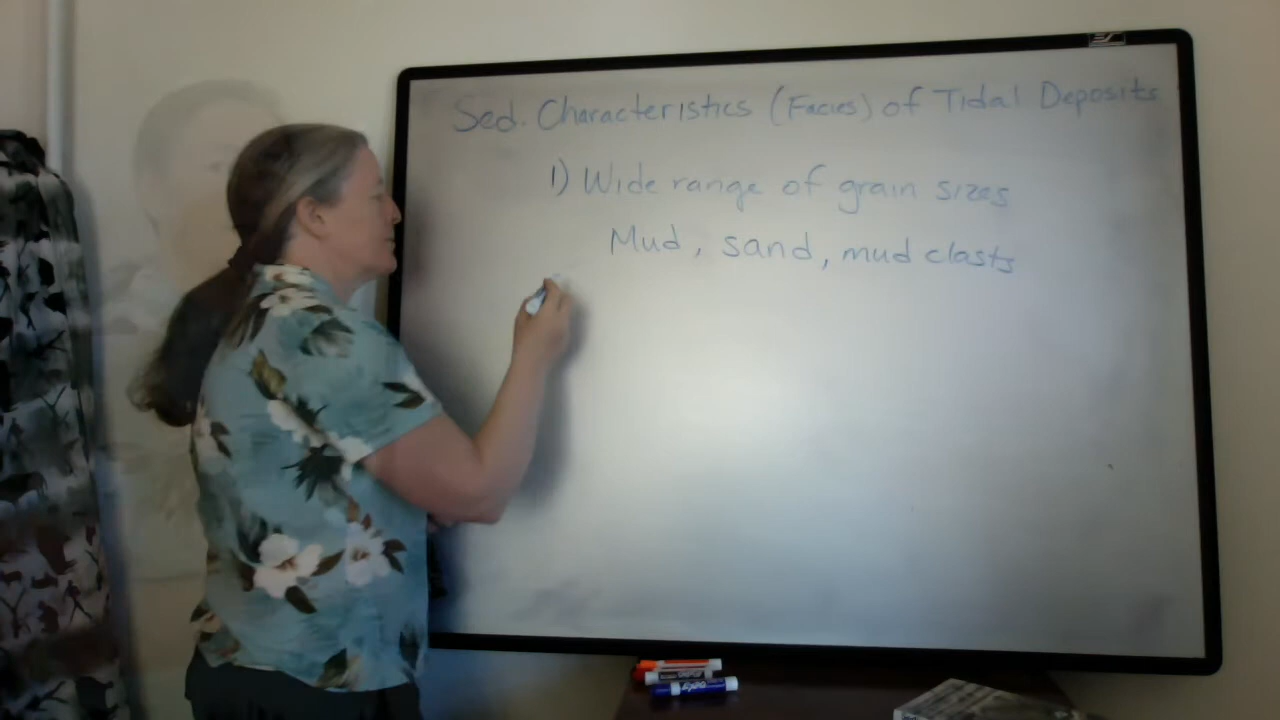 Sed. Characteristics (Facies) of Tidal Deposits
1) Wide range of grain sizes
Mud, sand, mud clasts